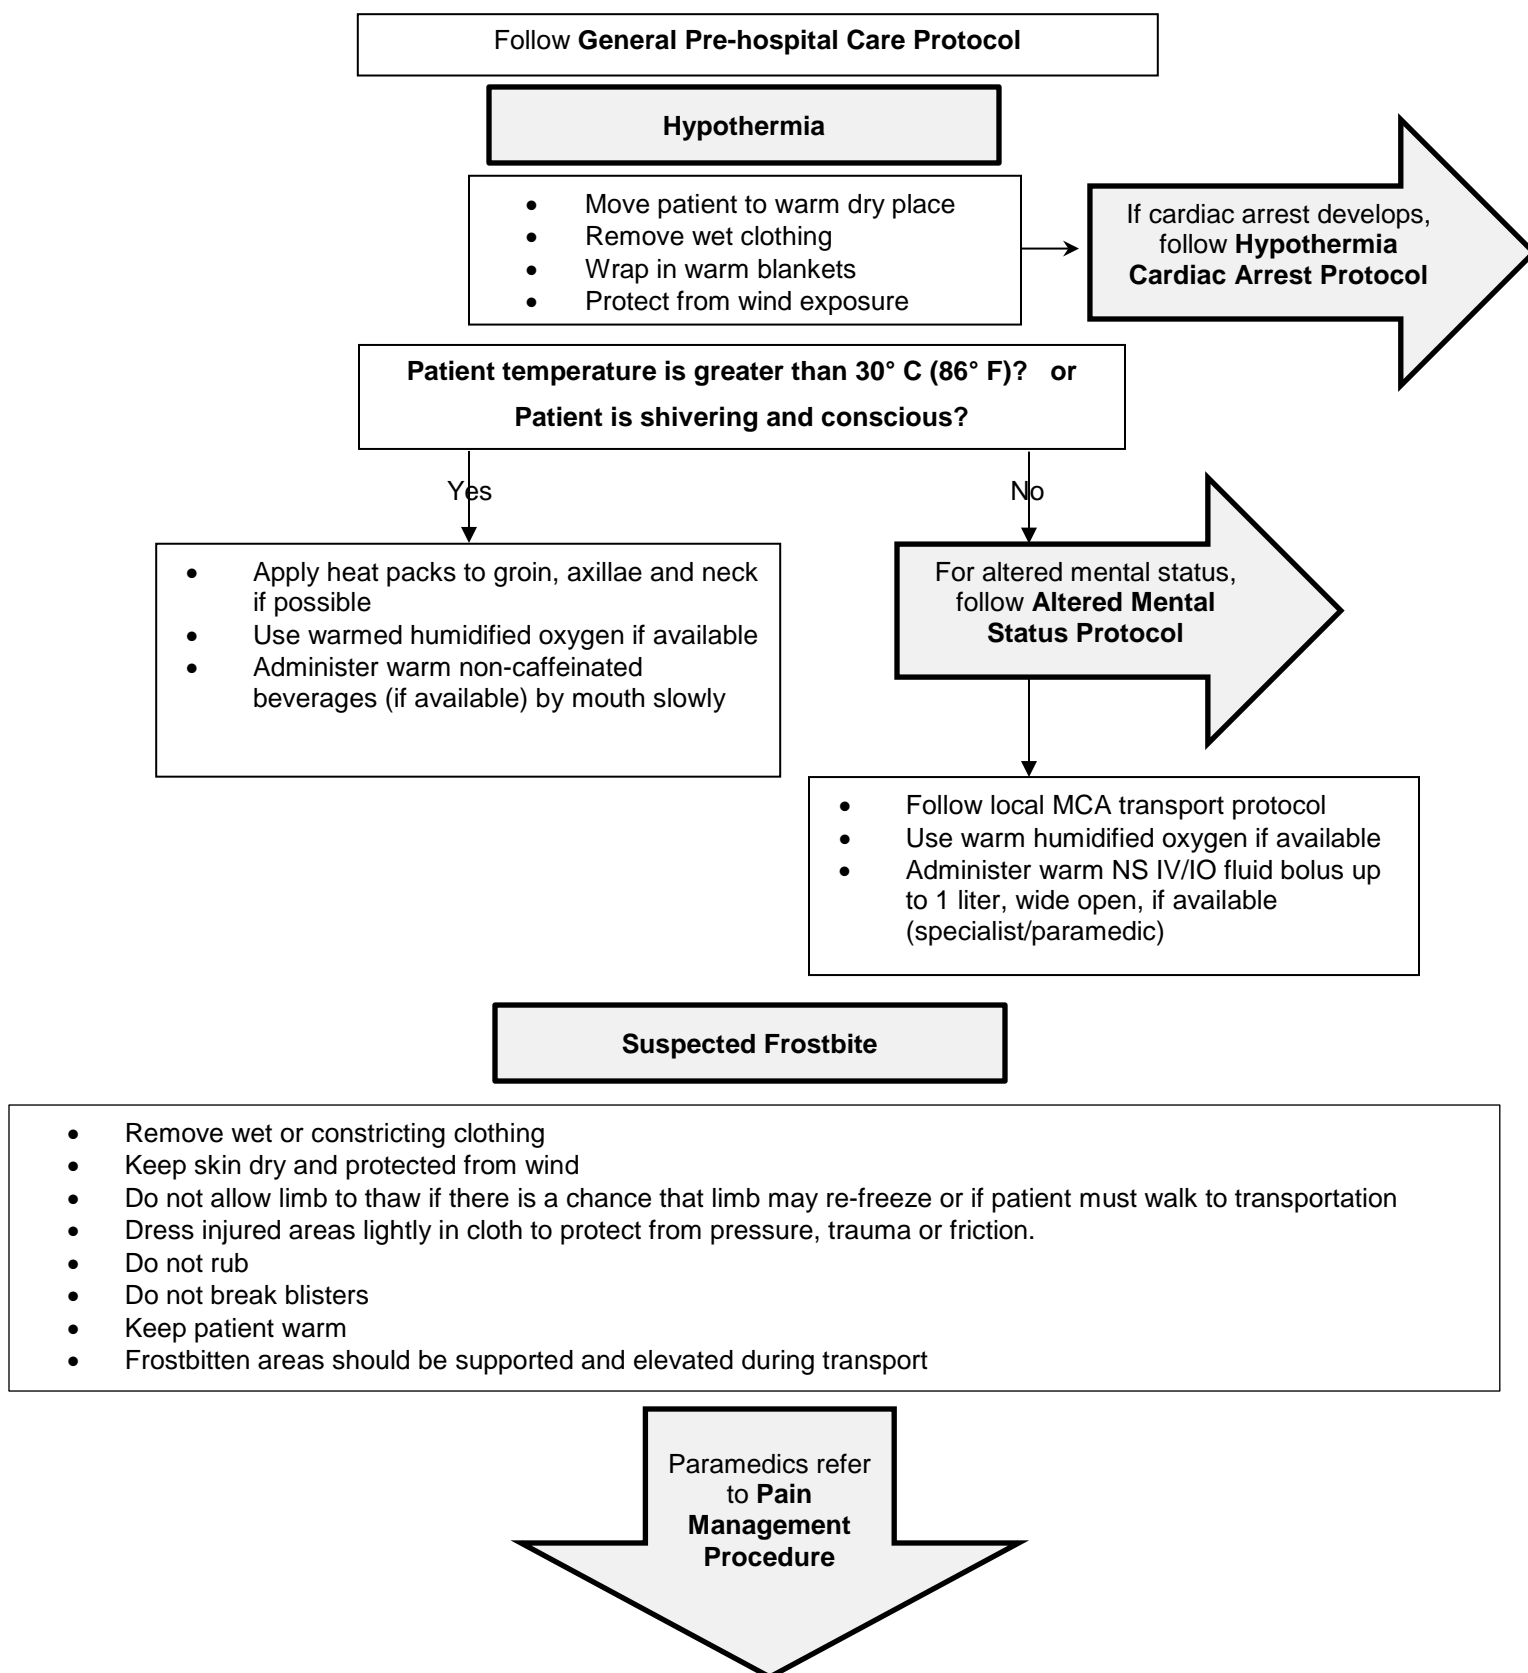 Follow General Pre-hospital Care Protocol
Hypothermia
• Move patient to warm dry place
• Remove wet clothing
• Wrap in warm blankets
• Protect from wind exposure
If cardiac arrest develops,
follow Hypothermia
Cardiac Arrest Protocol
Patient temperature is greater than 30° C (86° F)? or
Patient is shivering and conscious?
Yes
No
• Apply heat packs to groin, axillae and neck
if possible
• Use warmed humidified oxygen if available
• Administer warm non-caffeinated
beverages (if available) by mouth slowly
For altered mental status,
follow Altered Mental
Status Protocol
• Follow local MCA transport protocol
• Use warm humidified oxygen if available
• Administer warm NS IV/IO fluid bolus up
to 1 liter, wide open, if available
(specialist/paramedic)
Suspected Frostbite
• Remove wet or constricting clothing
• Keep skin dry and protected from wind
• Do not allow limb to thaw if there is a chance that limb may re-freeze or if patient must walk to transportation
• Dress injured areas lightly in cloth to protect from pressure, trauma or friction.
• Do not rub
• Do not break blisters
• Keep patient warm
• Frostbitten areas should be supported and elevated during transport
Paramedics refer
to Pain
Management
Procedure